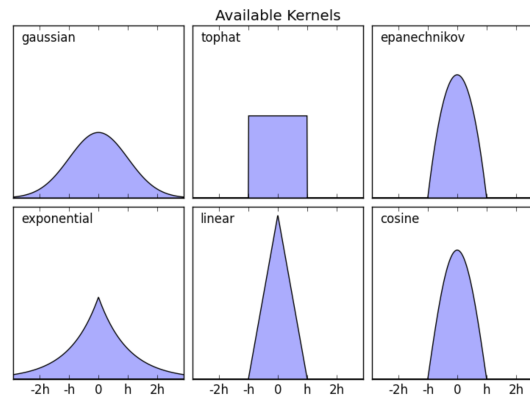 Available Kernels
gaussian
tophat
epanechnikov
exponential
linear
cosine
-2h -h 0 h 2h
-2h -h 0 h 2h
-2h -h 0 h 2h